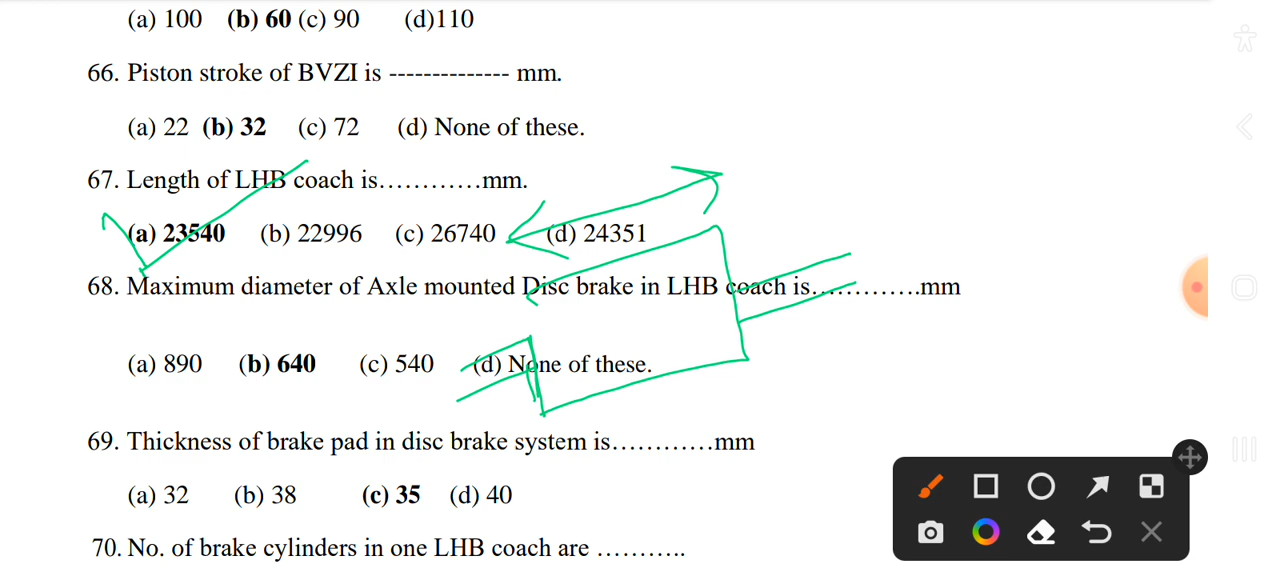 (a) 100 (b) 60 (c) 90 (d)110
66. Piston stroke of BVZI is -------------- mm.
(a) 22 (b) 32 (c) 72 (d) None of these.
67. Length of LHB coach is…………mm.
(a) 23540 (b) 22996 (c) 26740 (d) 24351
68. Maximum diameter of Axle mounted Disc brake in LHB coach is………….mm
(a) 890 (b) 640 (c) 540 (d) None of these.
69. Thickness of brake pad in disc brake system is…………mm
(a) 32 (b) 38 (c) 35 (d) 40
70. No. of brake cylinders in one LHB coach are ………..